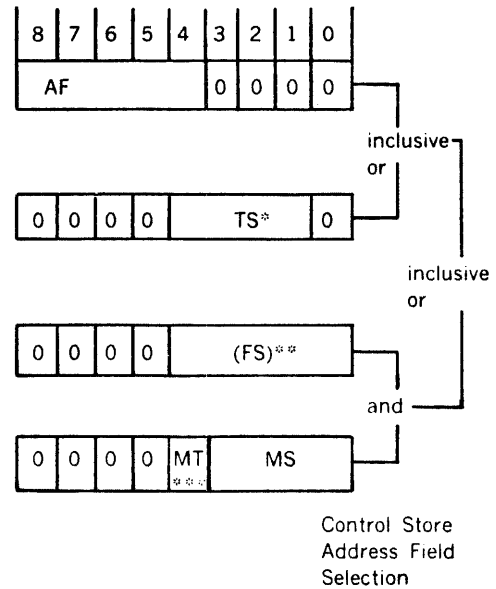 8 7 6 5 4 3 2 1 0
AF 0 0 0 0
inclusive
or
0 0 0 0 TS* 0
inclusive
or
0 0 0 0 (FS)**
and
0 0 0 0 MT MS
***
Control Store
Address Field
Selection